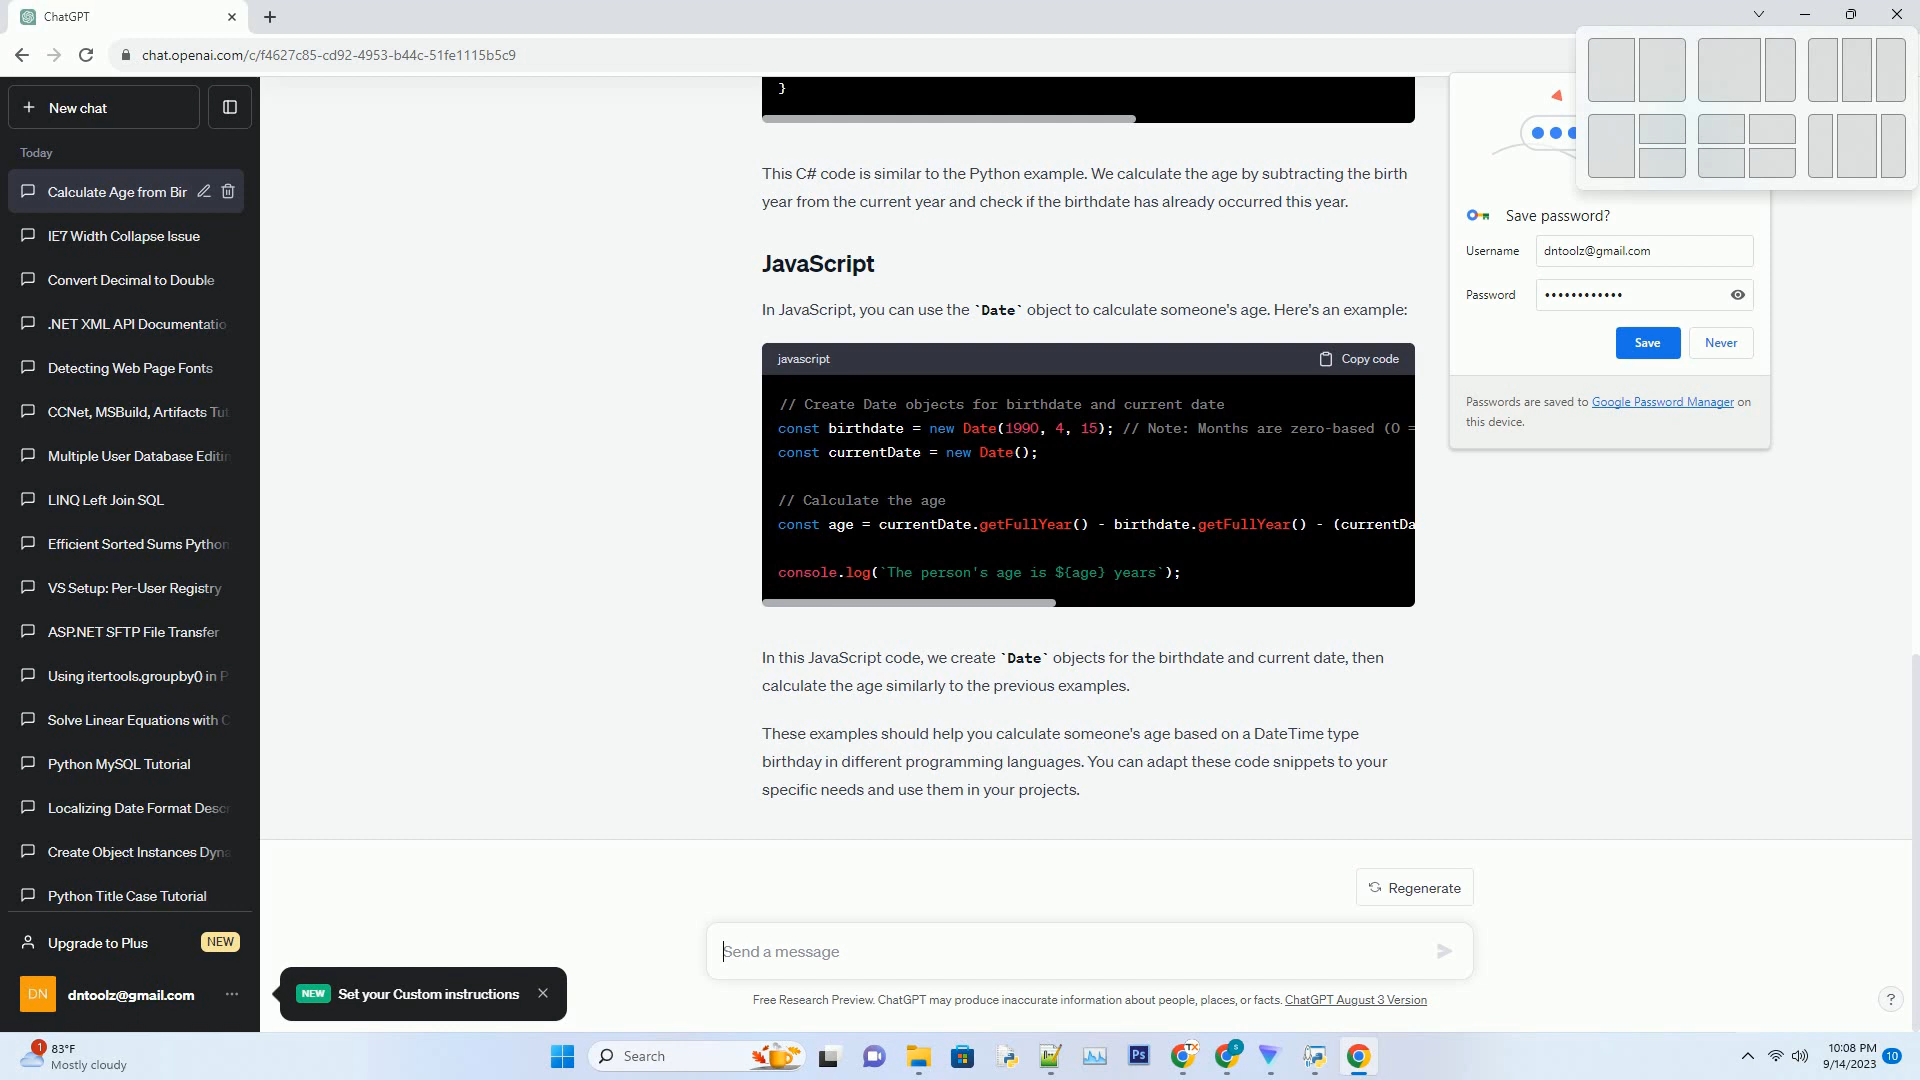 ChatGPT
chat.openai.com/c/f4627c85-cd92-4953-b44c-51fe1115b5c9
New chat
Today
Calculate Age from Bir
IE7 Width Collapse Issue
Convert Decimal to Double
.NET XML API Documentatio
Detecting Web Page Fonts
CCNet, MSBuild, Artifacts Tut
Multiple User Database Editin
LINQ Left Join SQL
Efficient Sorted Sums Python
VS Setup: Per-User Registry
ASP.NET SFTP File Transfer
Using itertools.groupby() in P
Solve Linear Equations with C
Python MySQL Tutorial
Localizing Date Format Descr
Create Object Instances Dyna
Python Title Case Tutorial
Upgrade to Plus NEW
DN dntoolz@gmail.com
NEW Set your Custom instructions
}
This C# code is similar to the Python example. We calculate the age by subtracting the birth
year from the current year and check if the birthdate has already occurred this year.
JavaScript
In JavaScript, you can use the `Date` object to calculate someone's age. Here's an example:
javascript Copy code
// Create Date objects for birthdate and current date
const birthdate = new Date(1990, 4, 15); // Note: Months are zero-based (0 =
const currentDate = new Date();
// Calculate the age
const age = currentDate.getFullYear() - birthdate.getFullYear() - (currentDa
console.log(`The person's age is ${age} years`);
In this JavaScript code, we create `Date` objects for the birthdate and current date, then
calculate the age similarly to the previous examples.
These examples should help you calculate someone's age based on a DateTime type
birthday in different programming languages. You can adapt these code snippets to your
specific needs and use them in your projects.
Regenerate
Send a message
Free Research Preview. ChatGPT may produce inaccurate information about people, places, or facts. ChatGPT August 3 Version
?
Save password?
Username dntoolz@gmail.com
Password ••••••••••••
Save Never
Passwords are saved to Google Password Manager on
this device.
1 83°F
Mostly cloudy
Search
Ps
TX
S
10:08 PM
9/14/2023
10